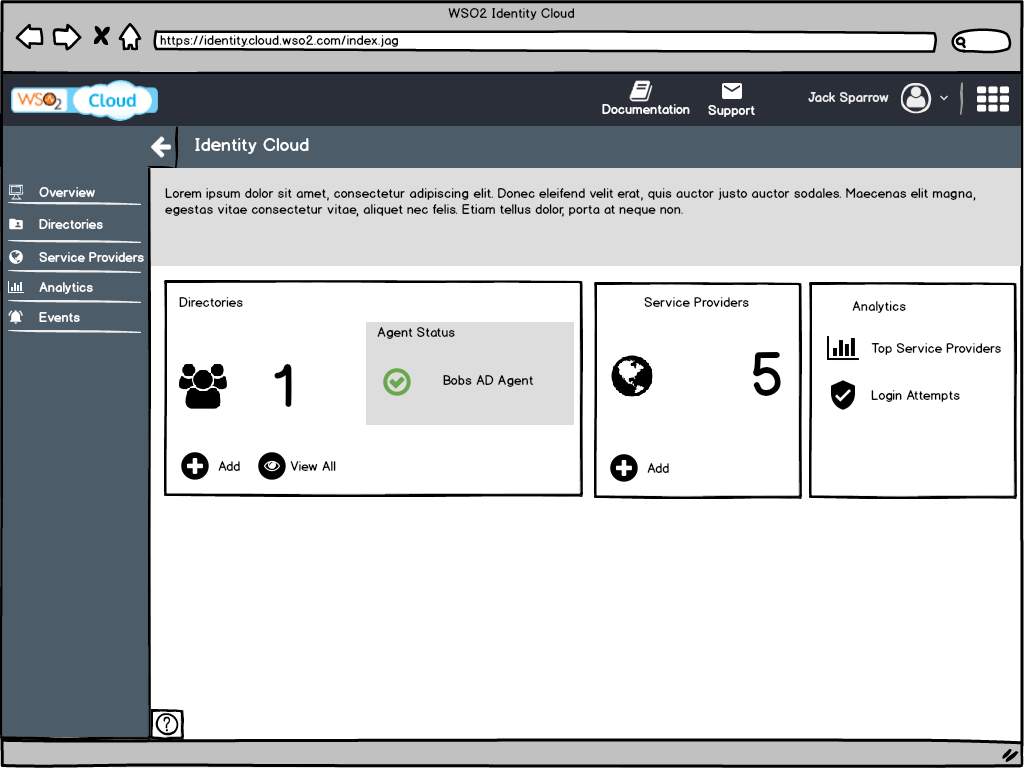 WSO2 Identity Cloud
https://identity.cloud.wso2.com/index.jag
WSO2 Cloud
Documentation
Support
Jack Sparrow
Identity Cloud
Overview
Directories
Service Providers
Analytics
Events
Lorem ipsum dolor sit amet, consectetur adipiscing elit. Donec eleifend velit erat, quis auctor justo auctor sodales. Maecenas elit magna,
egestas vitae consectetur vitae, aliquet nec felis. Etiam tellus dolor, porta at neque non.
Directories
1
Agent Status
Bobs AD Agent
Add
View All
Service Providers
5
Add
Analytics
Top Service Providers
Login Attempts
?